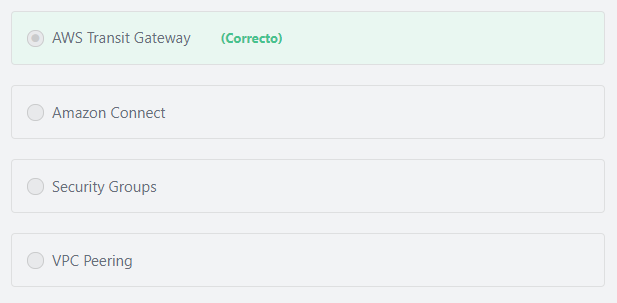 AWS Transit Gateway (Correcto)
Amazon Connect
Security Groups
VPC Peering